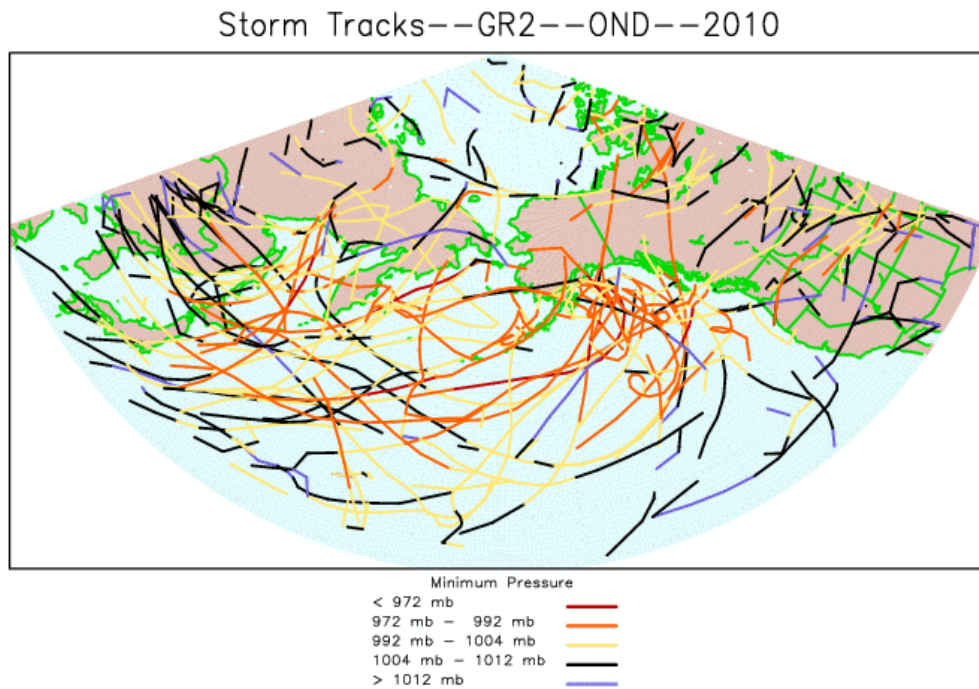 Storm Tracks--GR2--OND--2010
Minimum Pressure
< 972 mb
972 mb - 992 mb
992 mb - 1004 mb
1004 mb - 1012 mb
> 1012 mb